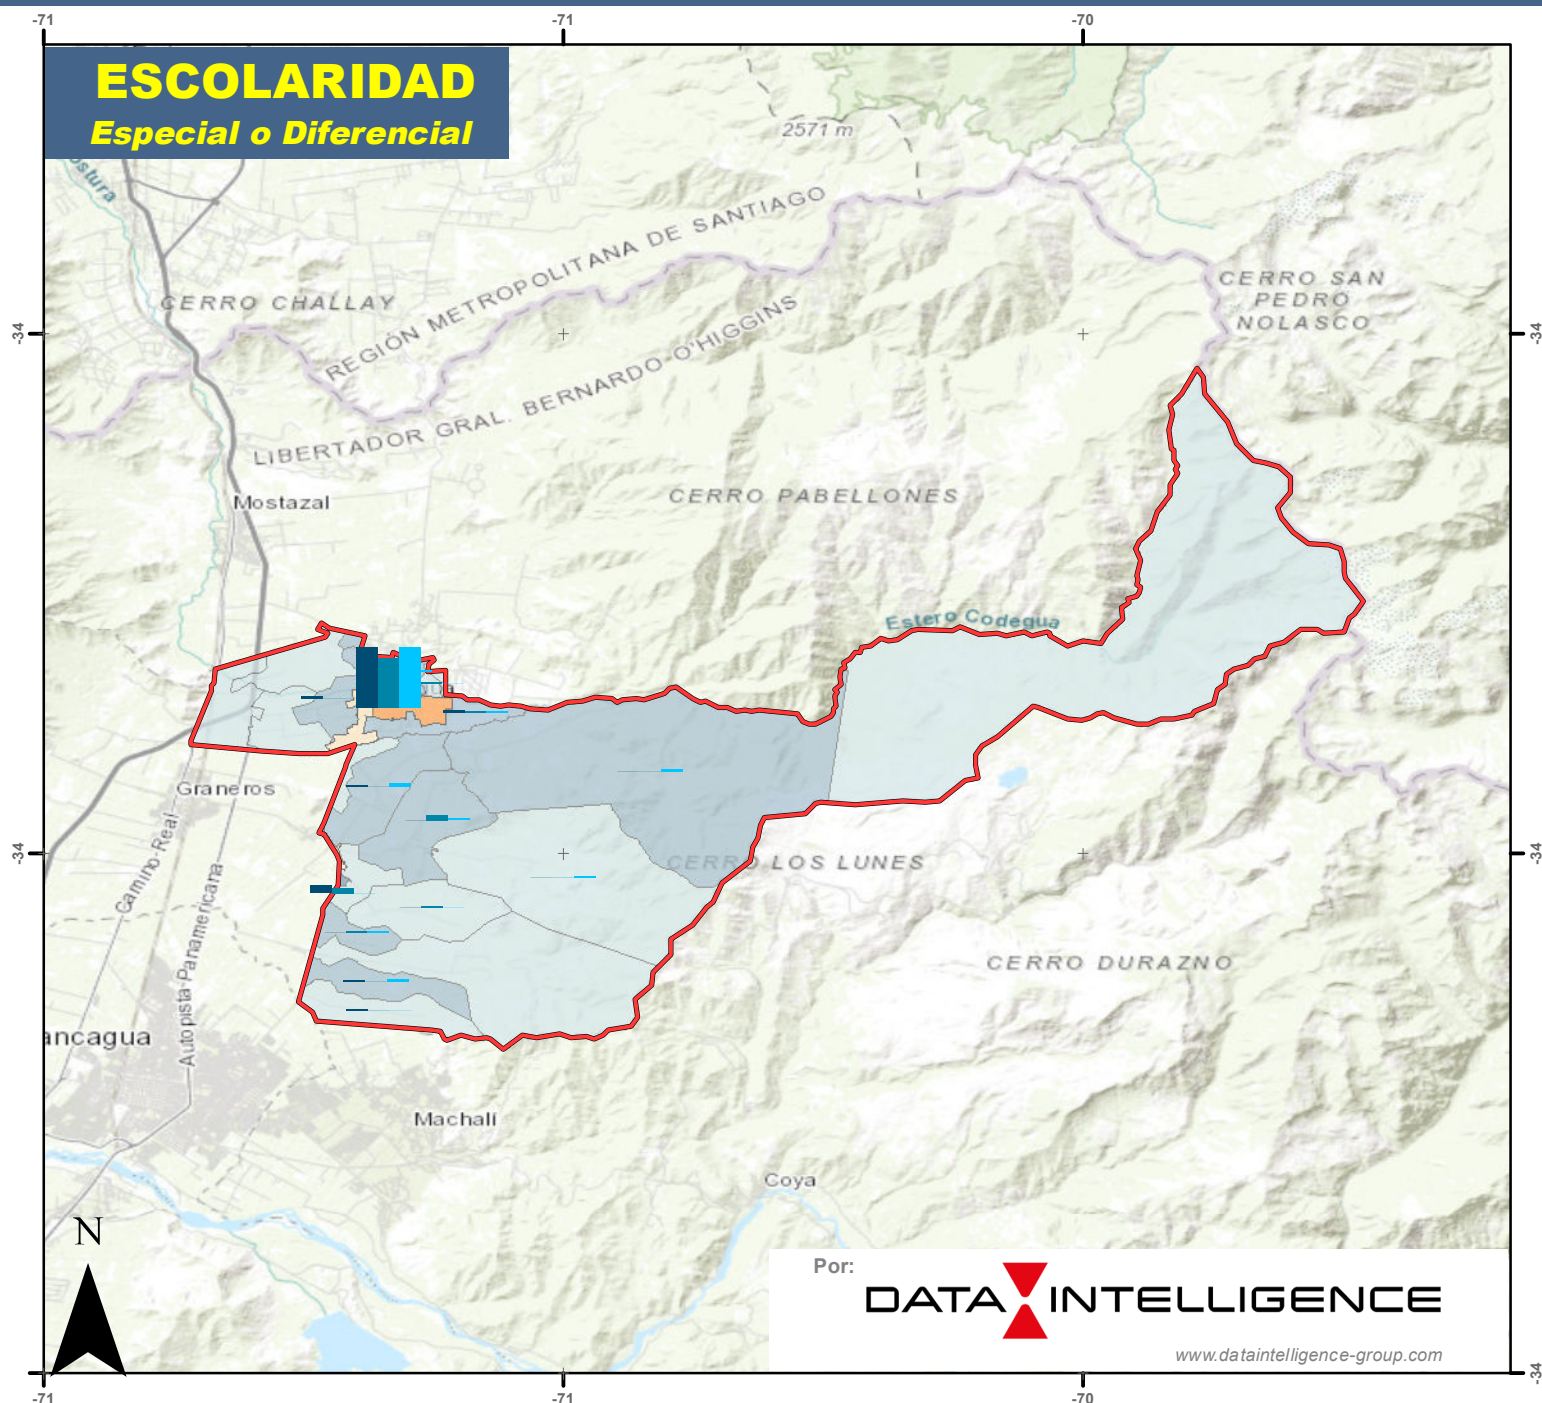 -71
-71
-70
ESCOLARIDAD
Especial o Diferencial
2571 m
REGIÓN METROPOLITANA DE SANTIAGO
CERRO SAN
PEDRO
NOLASCO
CERRO CHALLAY
-34
-34
LIBERTADOR GRAL. BERNARDO O'HIGGINS
Mostazal
CERRO PABELLONES
Estero Codegua
Graneros
Camino Real
-34
-34
CERRO LOS LUNES
Autopista Panamericana
CERRO DURAZNO
ancagua
Machalí
Coya
N
Por:
DATA INTELLIGENCE
www.dataintelligence-group.com
-34
-71
-71
-70